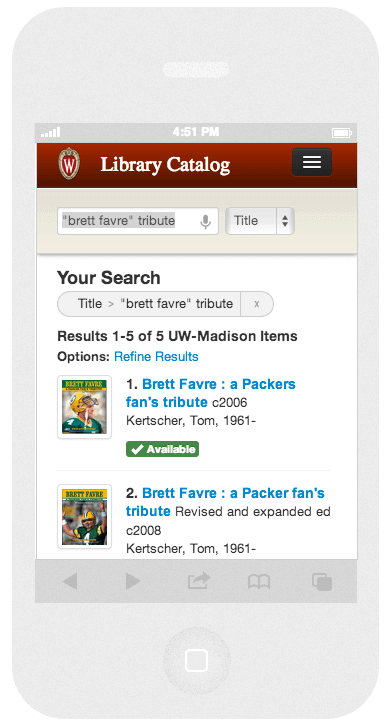 4:51 PM
W
Library Catalog
"brett favre" tribute
Title
Your Search
Title > "brett favre" tribute
x
Results 1-5 of 5 UW-Madison Items
Options: Refine Results
BRETT FAVRE
1. Brett Favre : a Packers
fan's tribute c2006
Kertscher, Tom, 1961-
Available
BRETT FAVRE
2. Brett Favre : a Packer fan's
tribute Revised and expanded ed
c2008
Kertscher, Tom, 1961-